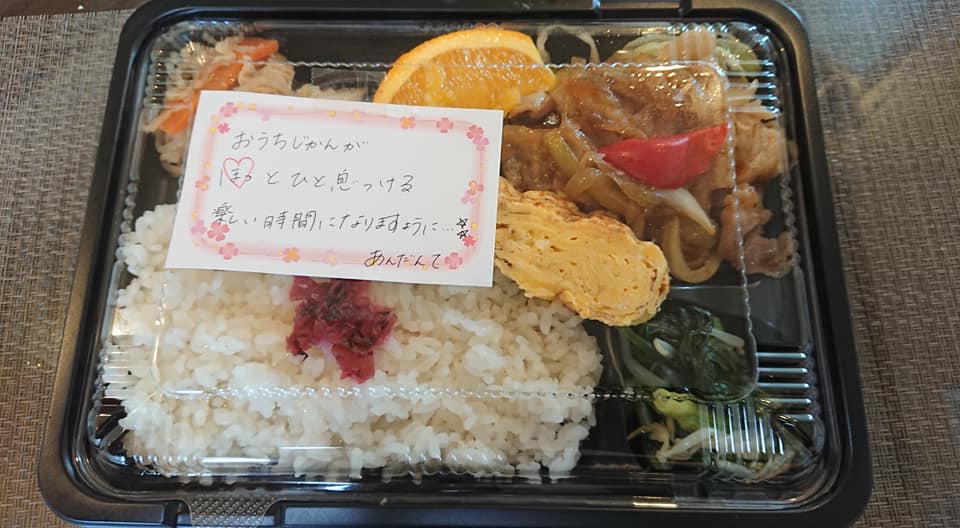 おうちじかんが
ほっとひと息つける
楽しい時間になりますように…
あんだんて